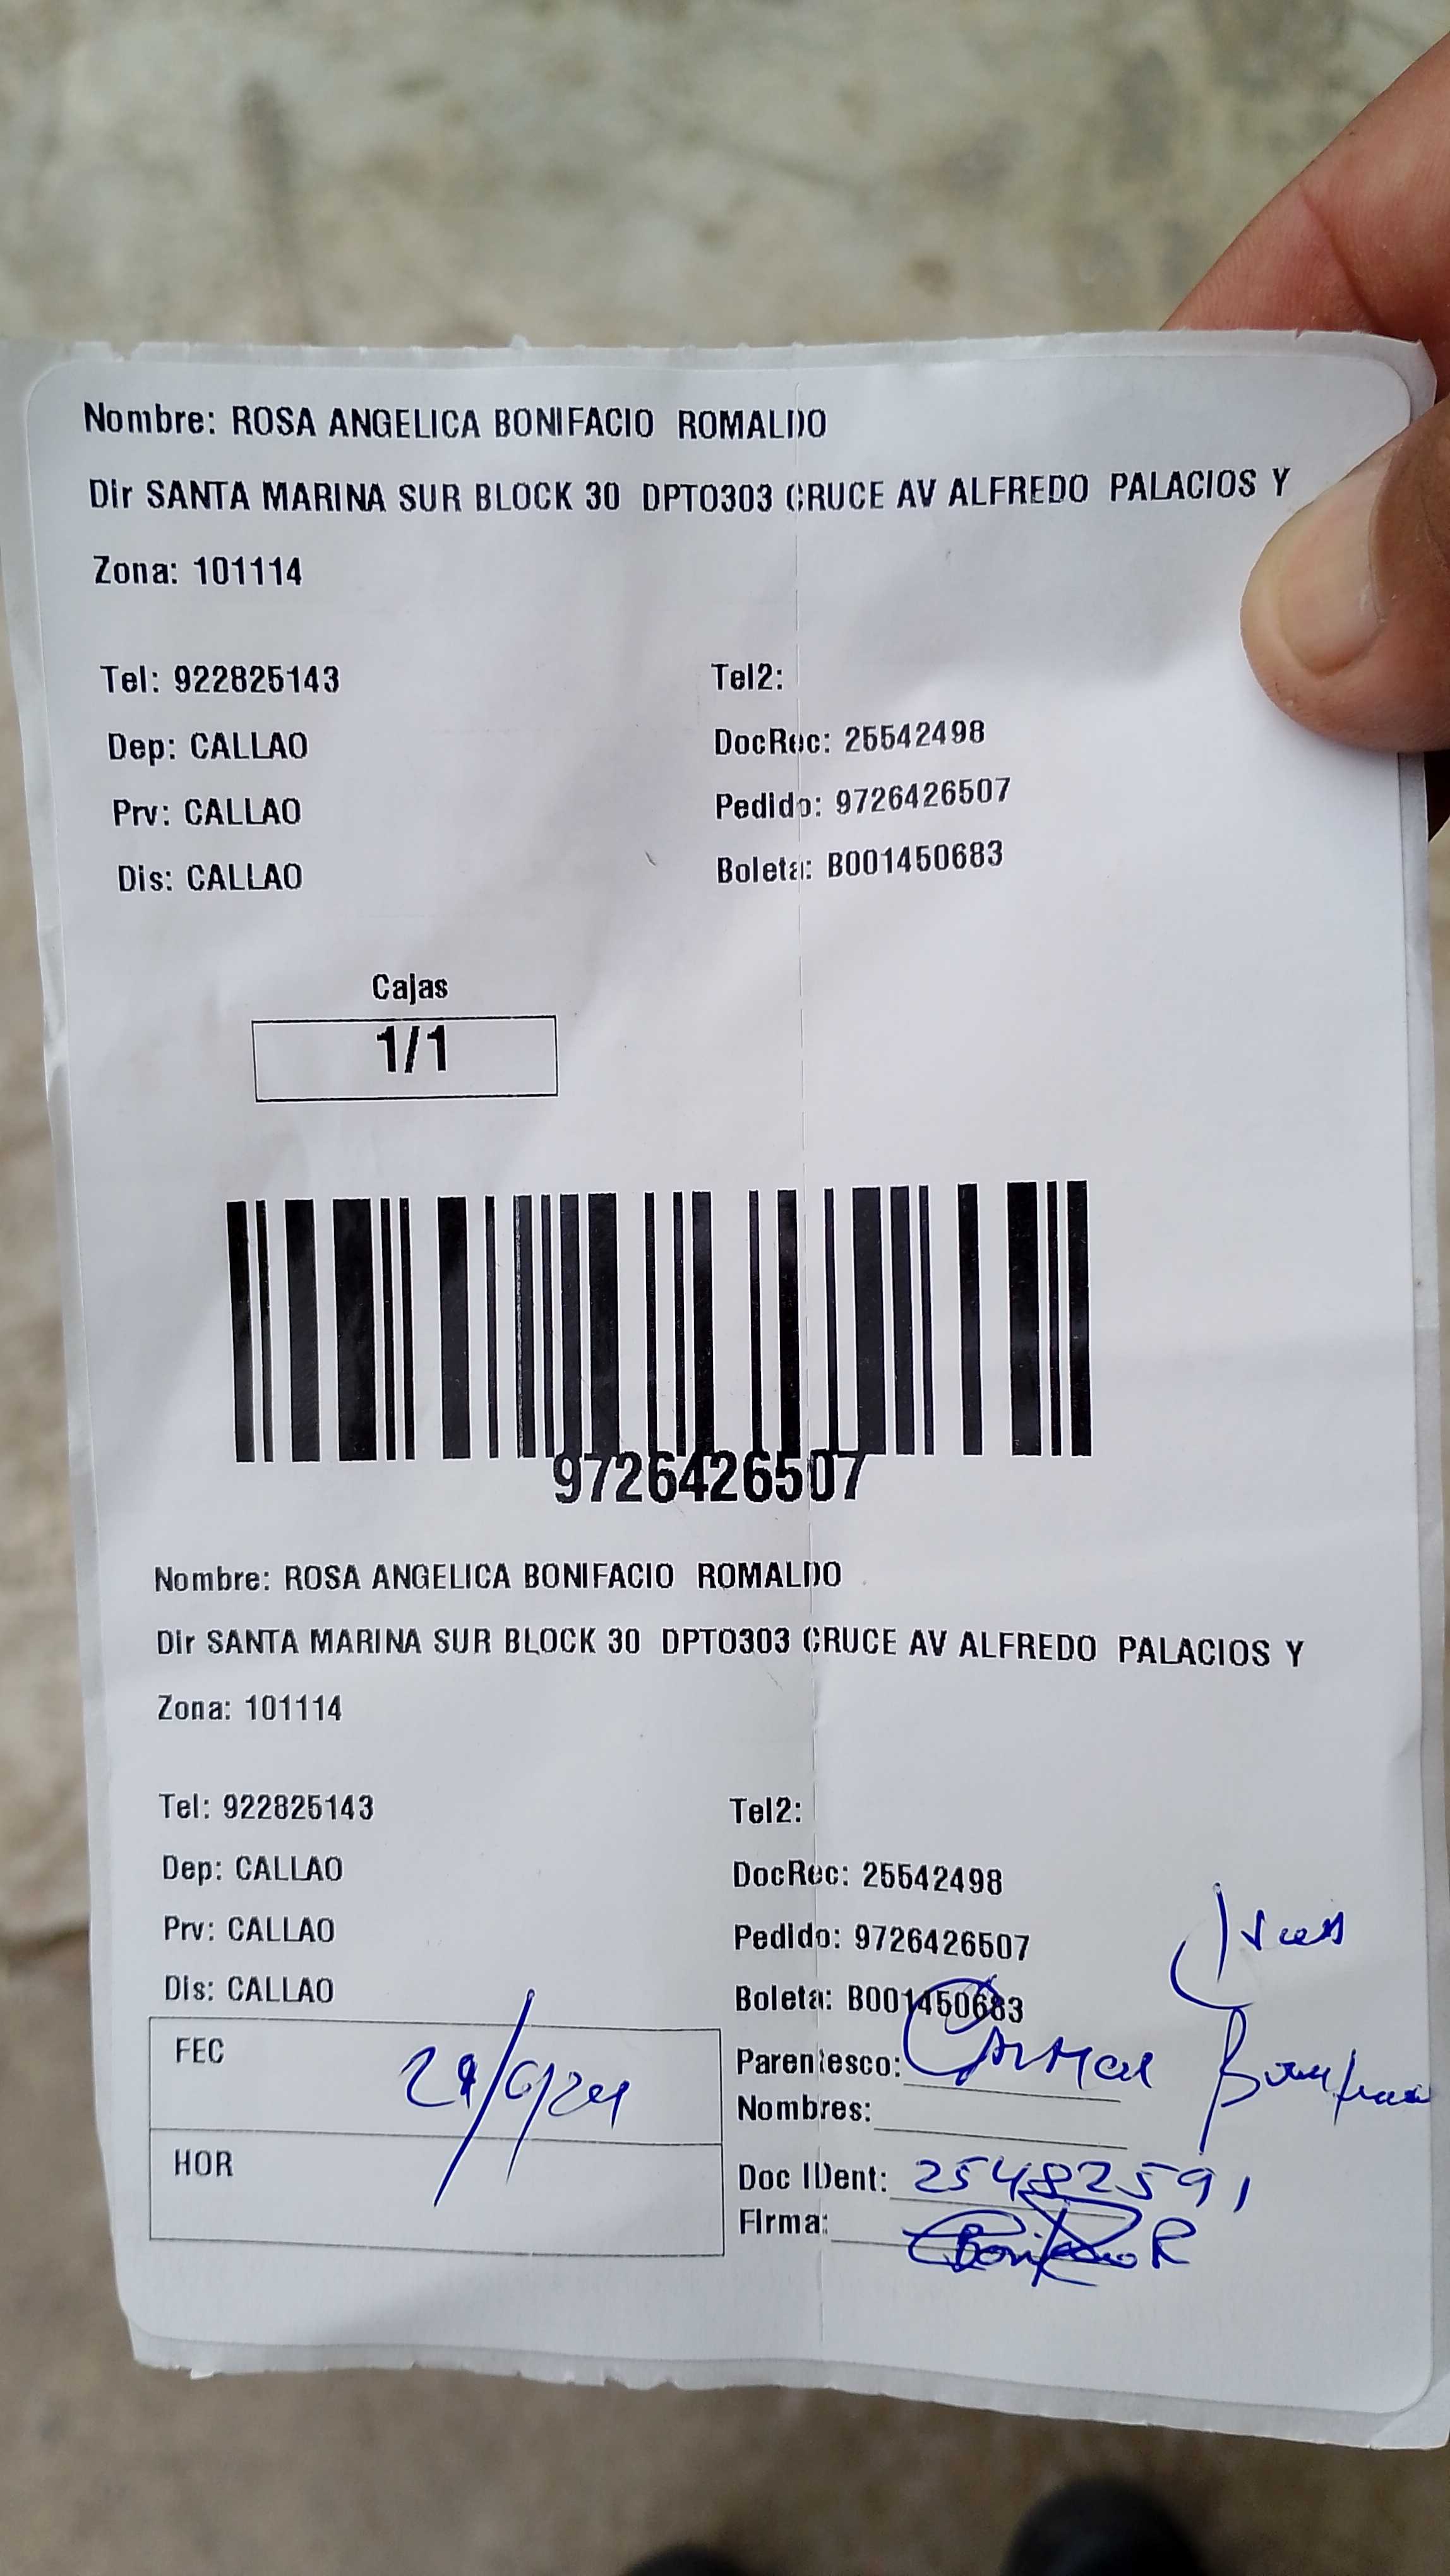 Nombre: ROSA ANGELICA BONIFACIO ROMALDO
Dir SANTA MARINA SUR BLOCK 30 DPTO303 CRUCE AV ALFREDO PALACIOS Y
Zona: 101114
Tel: 922825143 Tel2:
Dep: CALLAO DocRec: 25542498
Prv: CALLAO Pedido: 9726426507
Dis: CALLAO Boleta: B001450683
Cajas
1/1
9726426507
Nombre: ROSA ANGELICA BONIFACIO ROMALDO
Dir SANTA MARINA SUR BLOCK 30 DPTO303 CRUCE AV ALFREDO PALACIOS Y
Zona: 101114
Tel: 922825143 Tel2:
Dep: CALLAO DocRec: 25542498
Prv: CALLAO Pedido: 9726426507
Dis: CALLAO Boleta: B001450683
FEC Parentesco:
Nombres:
HOR Doc IDent: 25482591
Firma: